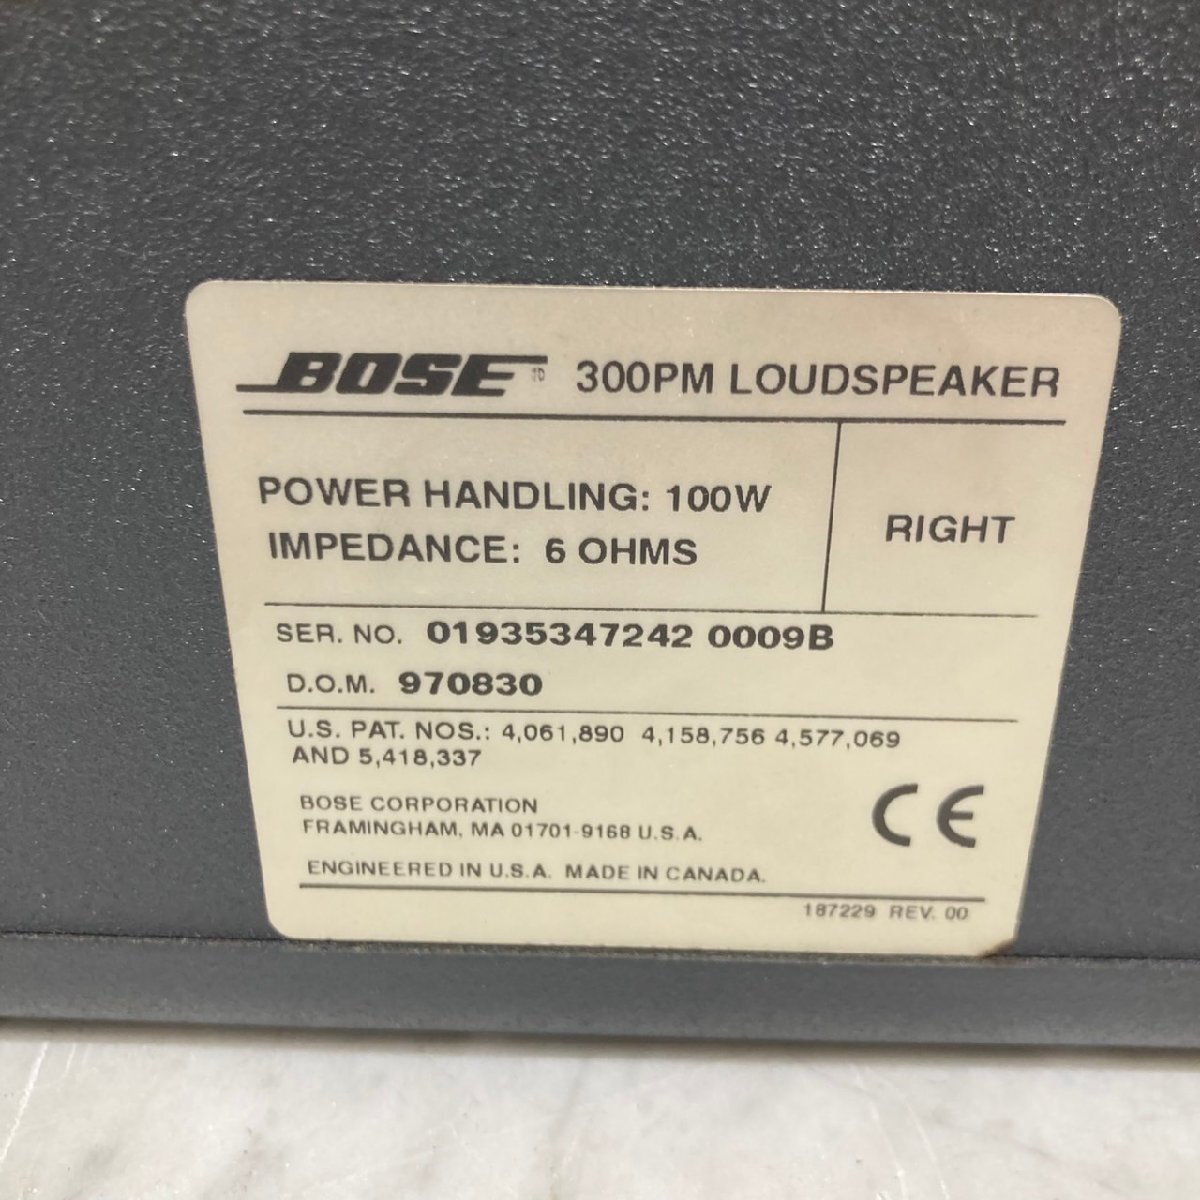 BOSE 300PM LOUDSPEAKER
POWER HANDLING: 100W
IMPEDANCE: 6 OHMS
RIGHT
SER. NO. 01935347242 0009B
D.O.M. 970830
U.S. PAT. NOS.: 4,061,890 4,158,756 4,577,069
AND 5,418,337
BOSE CORPORATION
FRAMINGHAM, MA 01701-9168 U.S.A.
CE
ENGINEERED IN U.S.A. MADE IN CANADA.
187229 REV. 00